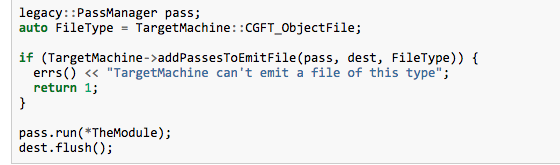 legacy::PassManager pass;
auto FileType = TargetMachine::CGFT_ObjectFile;
if (TargetMachine->addPassesToEmitFile(pass, dest, FileType)) {
errs() << "TargetMachine can't emit a file of this type";
return 1;
}
pass.run(*TheModule);
dest.flush();